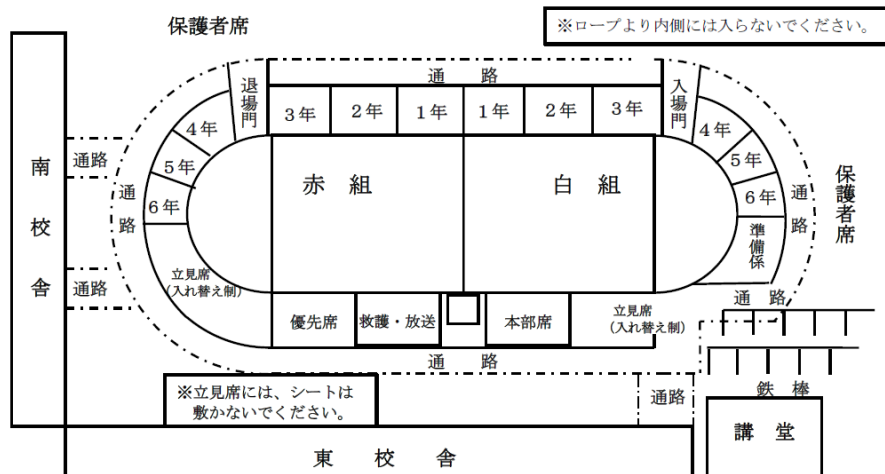 保護者席
※ロープより内側には入らないでください。
通　路
退場門
3年
2年
1年
1年
2年
3年
入場門
4年
5年
6年
4年
5年
6年
準備係
通路
通路
通路
通路
保護者席
南校舎
赤　組
白　組
立見席
（入れ替え制）
優先席
救護・放送
本部席
立見席
（入れ替え制）
通　路
通　路
※立見席には、シートは
敷かないでください。
通路
鉄　棒
講　堂
東　校　舎